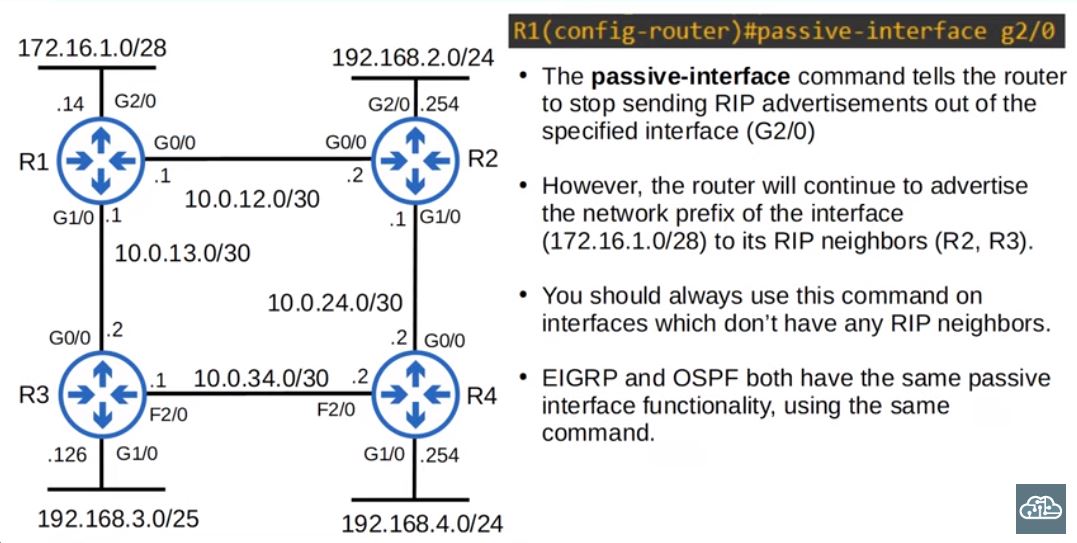 R1(config-router)#passive-interface g2/0
172.16.1.0/28
192.168.2.0/24
.14 G2/0
G2/0 .254
R1
G0/0
G0/0
R2
.1
.2
10.0.12.0/30
G1/0 .1
.1 G1/0
10.0.13.0/30
10.0.24.0/30
G0/0 .2
.2 G0/0
R3
.1 10.0.34.0/30 .2
R4
F2/0
F2/0
.126 G1/0
G1/0 .254
192.168.3.0/25
192.168.4.0/24
• The passive-interface command tells the router
to stop sending RIP advertisements out of the
specified interface (G2/0)
• However, the router will continue to advertise
the network prefix of the interface
(172.16.1.0/28) to its RIP neighbors (R2, R3).
• You should always use this command on
interfaces which don't have any RIP neighbors.
• EIGRP and OSPF both have the same passive
interface functionality, using the same
command.